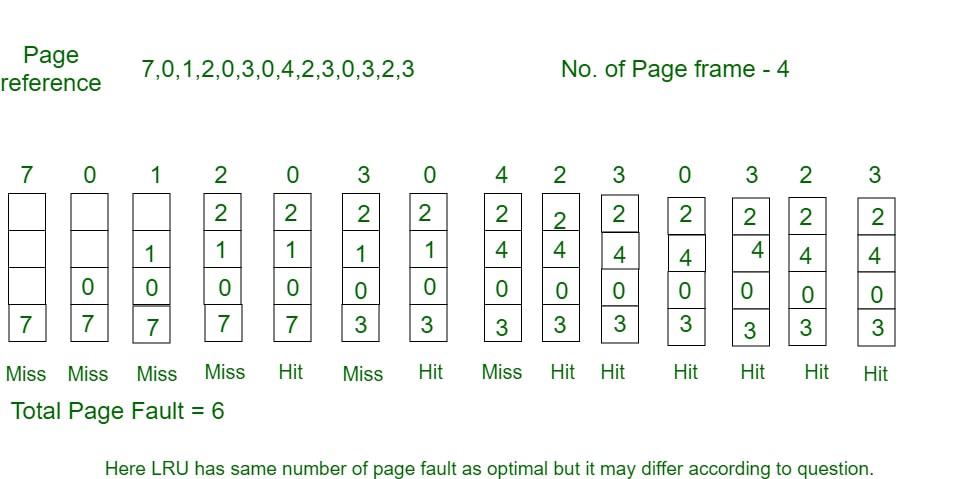 Page
reference
7,0,1,2,0,3,0,4,2,3,0,3,2,3
No. of Page frame - 4
7 0 1 2 0 3 0 4 2 3 0 3 2 3
2 2 2 2 2 2 2 2 2 2 2
1 1 1 1 1 4 4 4 4 4 4 4
0 0 0 0 0 0 0 0 0 0 0 0 0
7 7 7 7 7 3 3 3 3 3 3 3 3 3
Miss Miss Miss Miss Hit Miss Hit Miss Hit Hit Hit Hit Hit Hit
Total Page Fault = 6
Here LRU has same number of page fault as optimal but it may differ according to question.